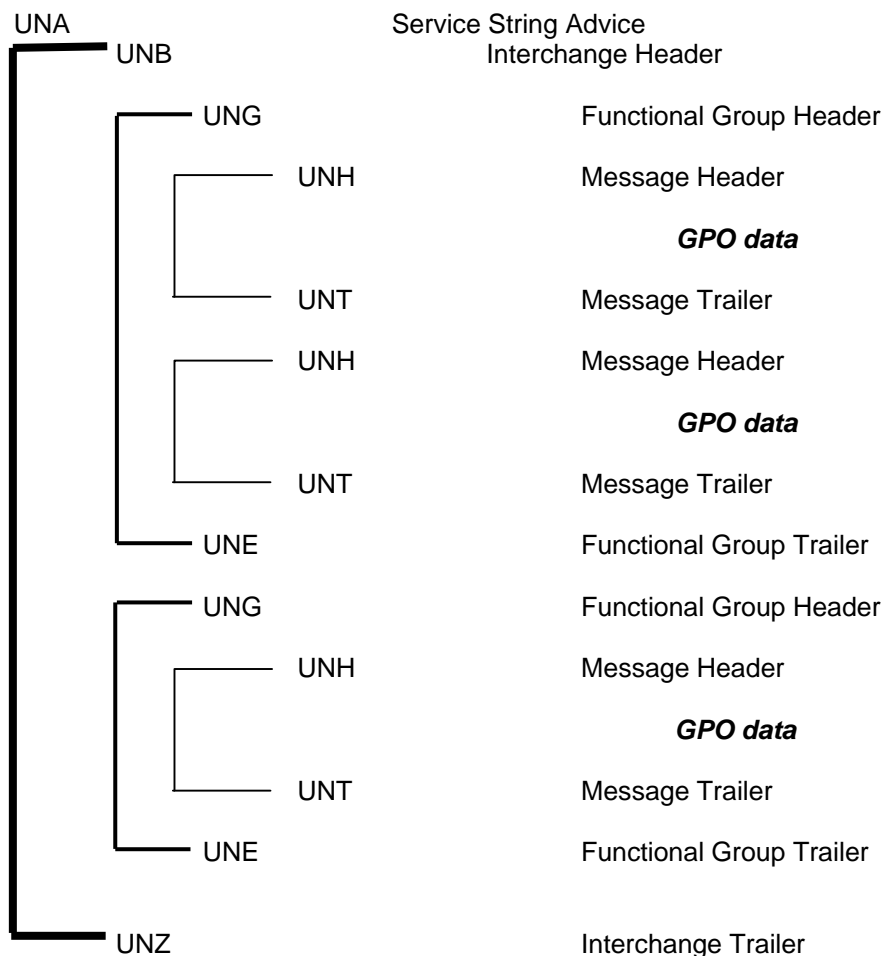 UNA Service String Advice
UNB Interchange Header
UNG Functional Group Header
UNH Message Header
GPO data
UNT Message Trailer
UNH Message Header
GPO data
UNT Message Trailer
UNE Functional Group Trailer
UNG Functional Group Header
UNH Message Header
GPO data
UNT Message Trailer
UNE Functional Group Trailer
UNZ Interchange Trailer